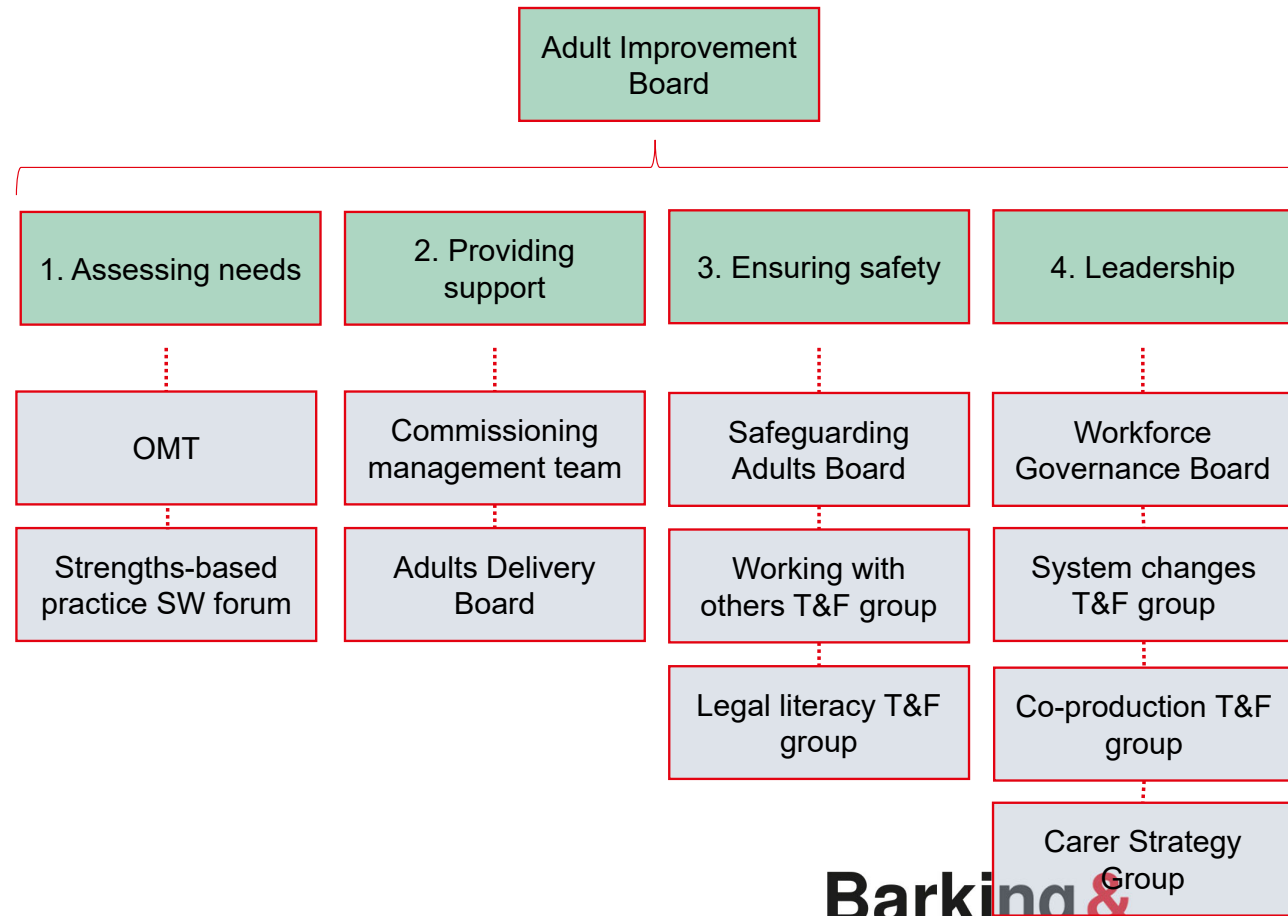 Adult Improvement
Board
1. Assessing needs
2. Providing
support
3. Ensuring safety
4. Leadership
OMT
Commissioning
management team
Safeguarding
Adults Board
Workforce
Governance Board
Strengths-based
practice SW forum
Adults Delivery
Board
Working with
others T&F group
System changes
T&F group
Legal literacy T&F
group
Co-production T&F
group
Carer Strategy
Group
Barking &